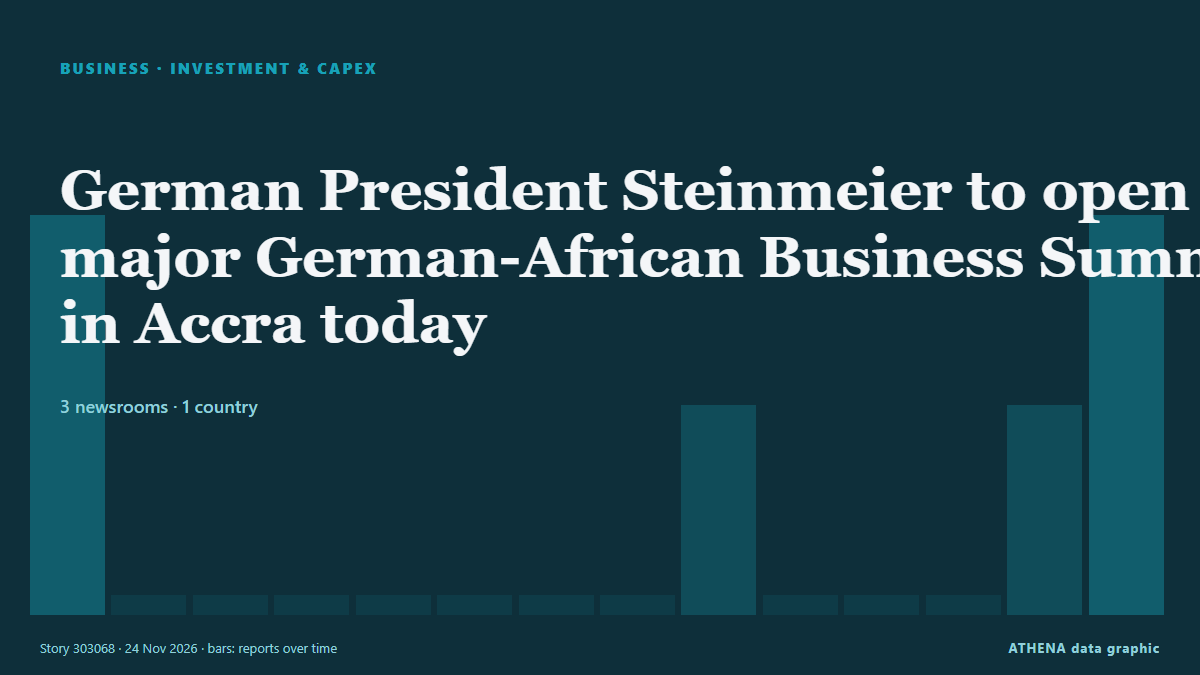 BUSINESS · INVESTMENT & CAPEX
German President Steinmeier to open
major German-African Business
in Accra today
3 newsrooms · 1 country
Story 303068 · 24 Nov 2026 · bars: reports over time
ATHENA data graphic